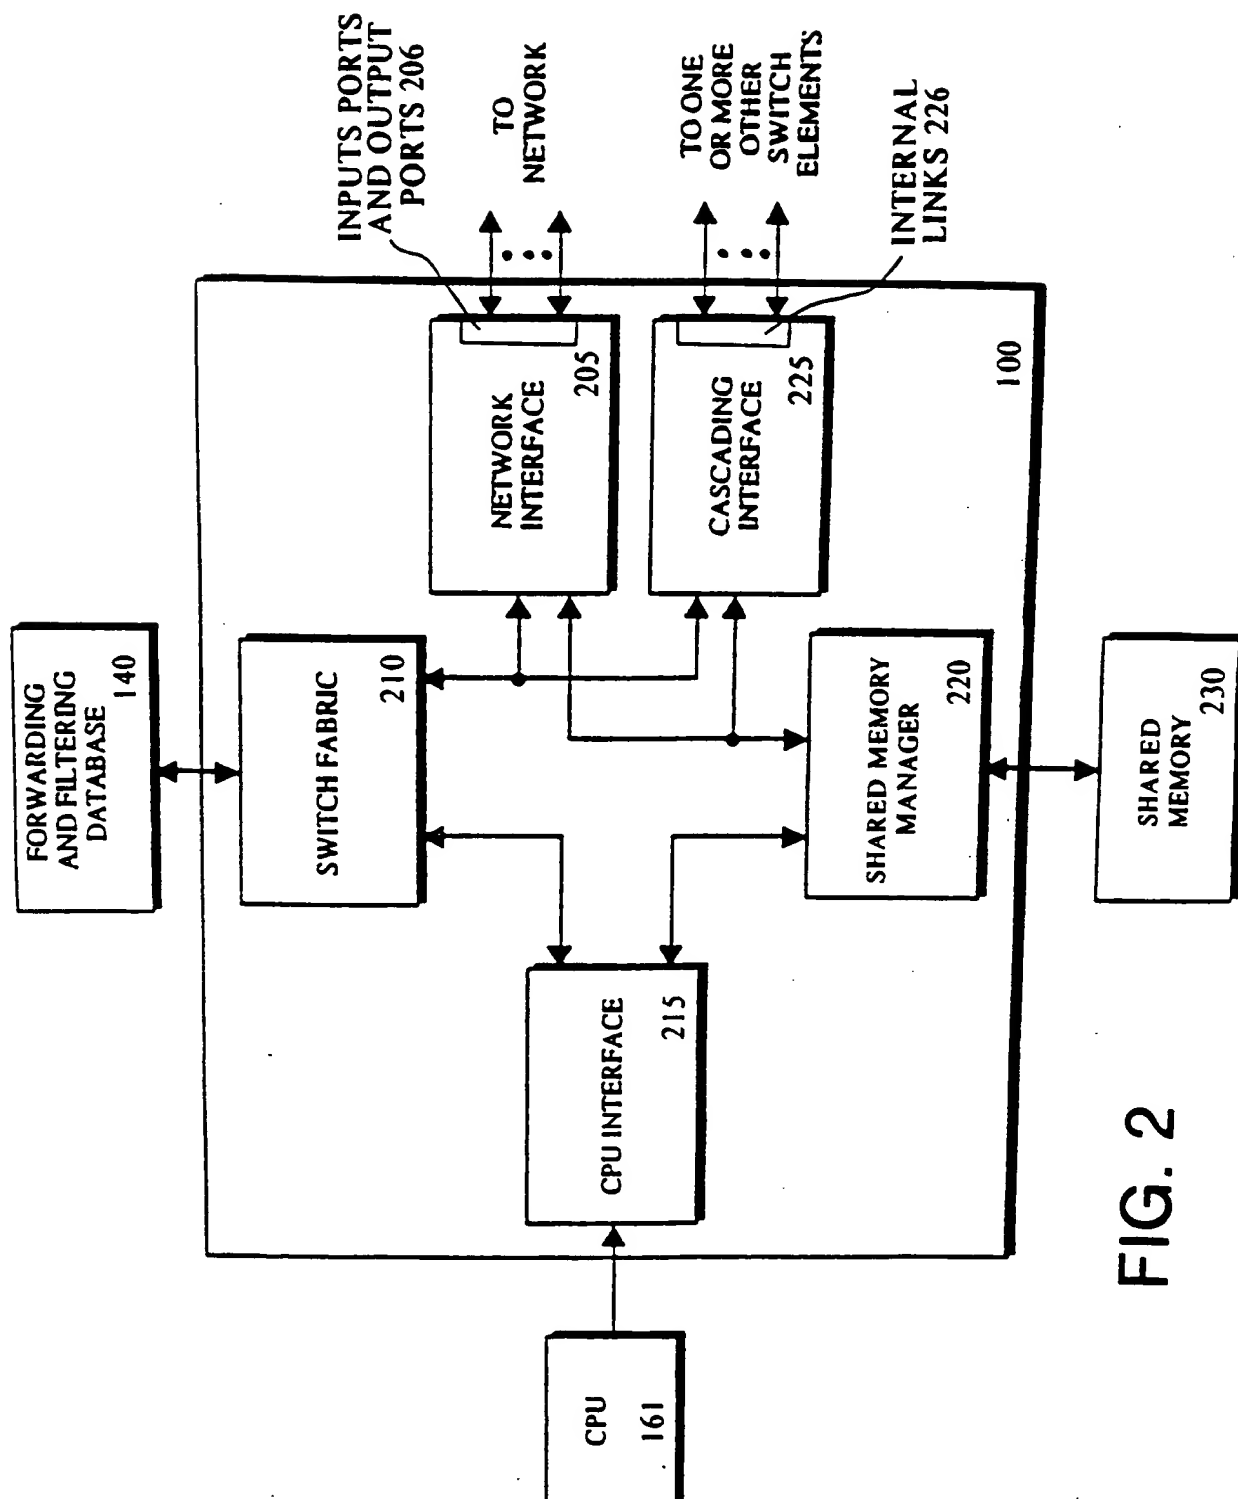 FORWARDING
AND FILTERING
DATABASE
140
SWITCH FABRIC
210
CPU
161
CPU INTERFACE
215
NETWORK
INTERFACE
205
CASCADING
INTERFACE
225
INPUTS PORTS
AND OUTPUT
PORTS 206
TO
NETWORK
TO ONE
OR MORE
OTHER
SWITCH
ELEMENTS
INTERNAL
LINKS 226
100
SHARED MEMORY
MANAGER
220
SHARED
MEMORY
230
FIG. 2